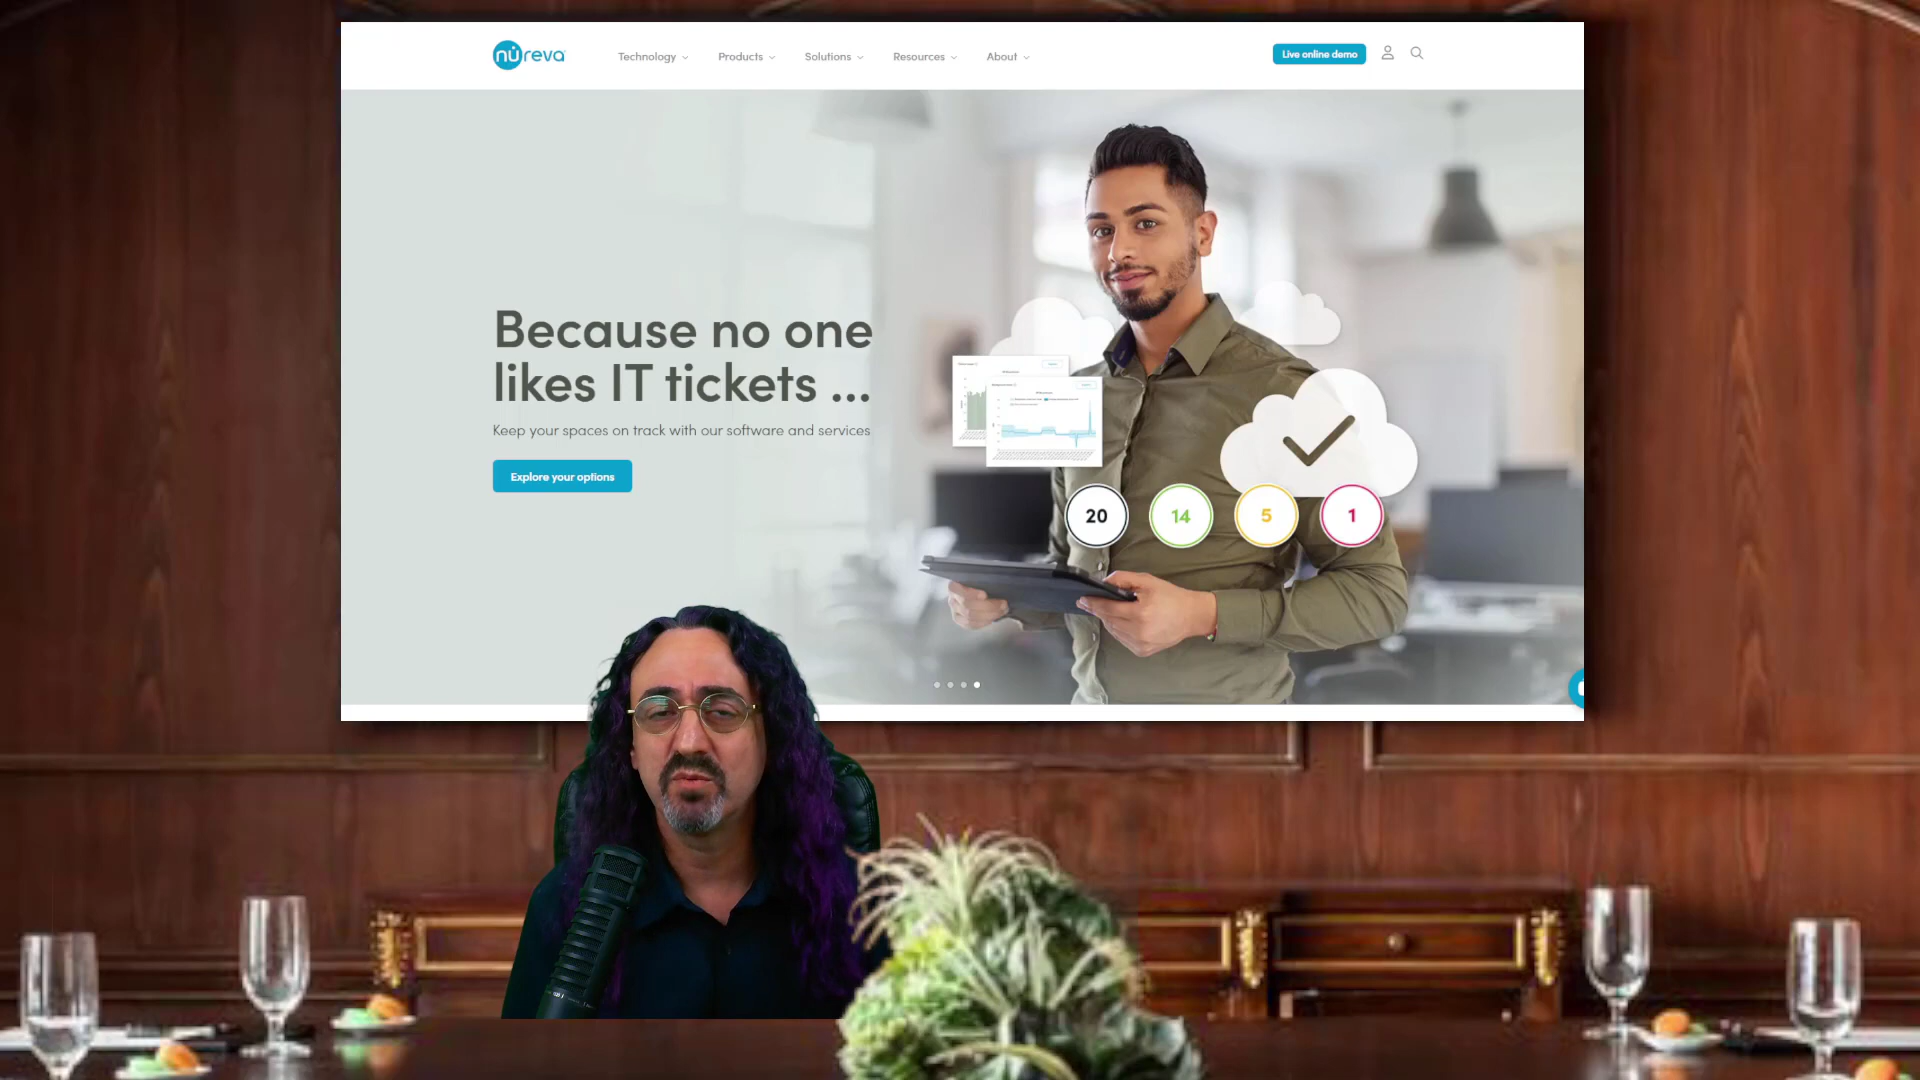 nureva
Technology
Products
Solutions
Resources
About
Live online demo
Because no one
likes IT tickets ...
Keep your spaces on track with our software and services
Explore your options
20
14
5
1